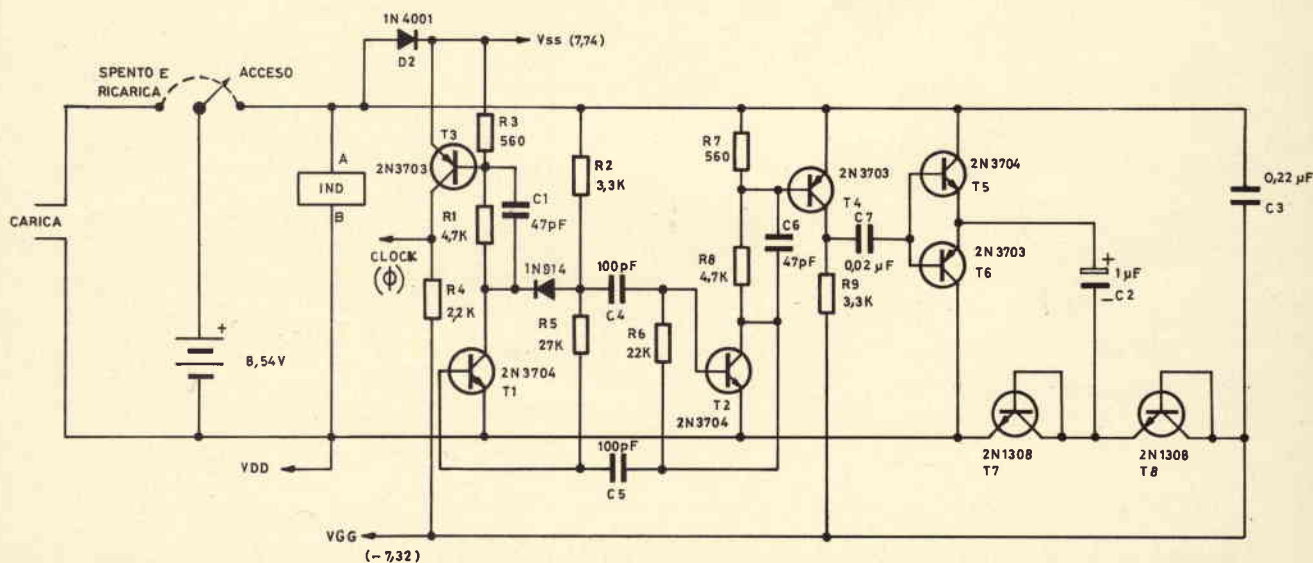 1N4001
D2
Vss (7,74)
SPENTO E
RICARICA
ACCESO
CARICA
8,54V
+
A
IND
B
VDD
VGG
(-7,32)
T3
2N3703
R3
560
R1
4,7K
C1
47pF
CLOCK
(ϕ)
R4
2,2K
1N914
2N3704
T1
R2
3,3K
100pF
C4
R5
27K
R6
22K
100pF
C5
R7
560
R8
4,7K
C6
47pF
T2
2N3704
2N3703
T4
C7
0,02 µF
R9
3,3K
2N3704
T5
2N3703
T6
+
1µF
−C2
0,22 µF
C3
2N1308
T7
2N1308
T8